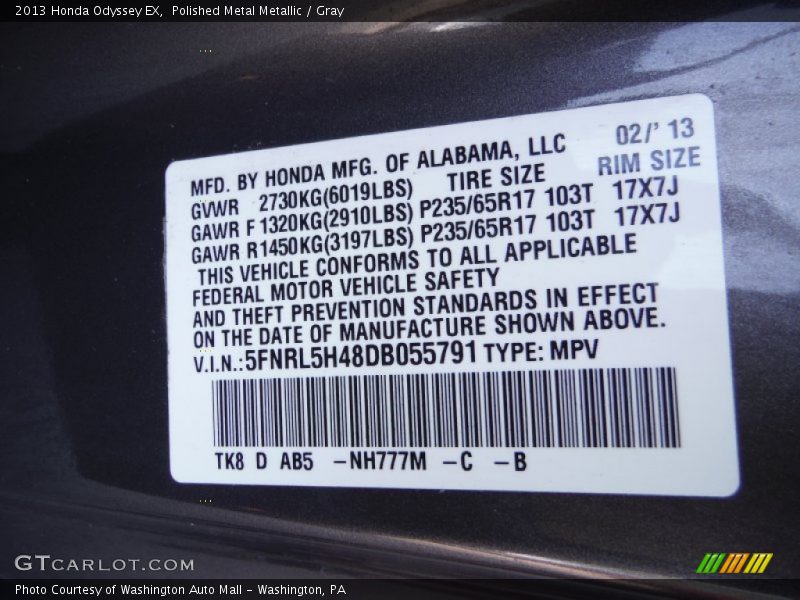 2013 Honda Odyssey EX, Polished Metal Metallic / Gray
MFD. BY HONDA MFG. OF ALABAMA, LLC 02/' 13
GVWR 2730KG(6019LBS) TIRE SIZE RIM SIZE
GAWR F 1320KG(2910LBS) P235/65R17 103T 17X7J
GAWR R1450KG(3197LBS) P235/65R17 103T 17X7J
THIS VEHICLE CONFORMS TO ALL APPLICABLE
FEDERAL MOTOR VEHICLE SAFETY
AND THEFT PREVENTION STANDARDS IN EFFECT
ON THE DATE OF MANUFACTURE SHOWN ABOVE.
V.I.N.:5FNRL5H48DB055791 TYPE: MPV
TK8 D AB5 -NH777M -C -B
GTCARLOT.COM
Photo Courtesy of Washington Auto Mall - Washington, PA